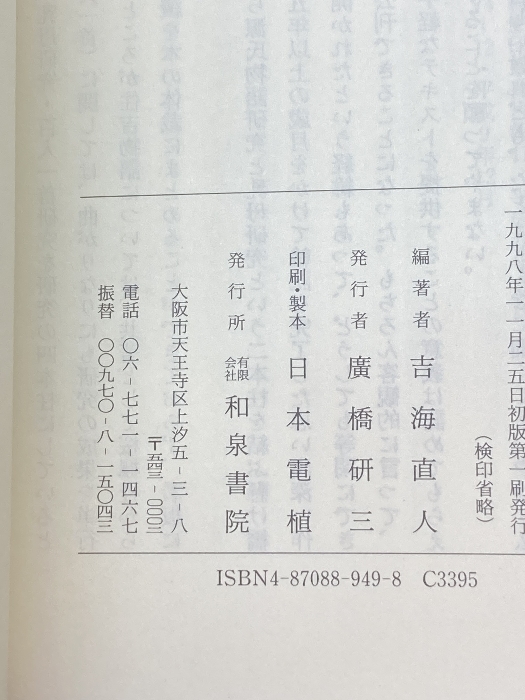 一九九八年一一月二五日初版第一刷発行
(検印省略)
編著者 吉海直人
発行者 廣橋研三
印刷・製本 日本電植
発行所 有限会社 和泉書院
大阪市天王寺区上汐五-三-八
〒五四三-〇〇〇二
電話 〇六-七七一-一四六七
振替 〇〇九七〇-八-一五〇四三
ISBN4-87088-949-8 C3395